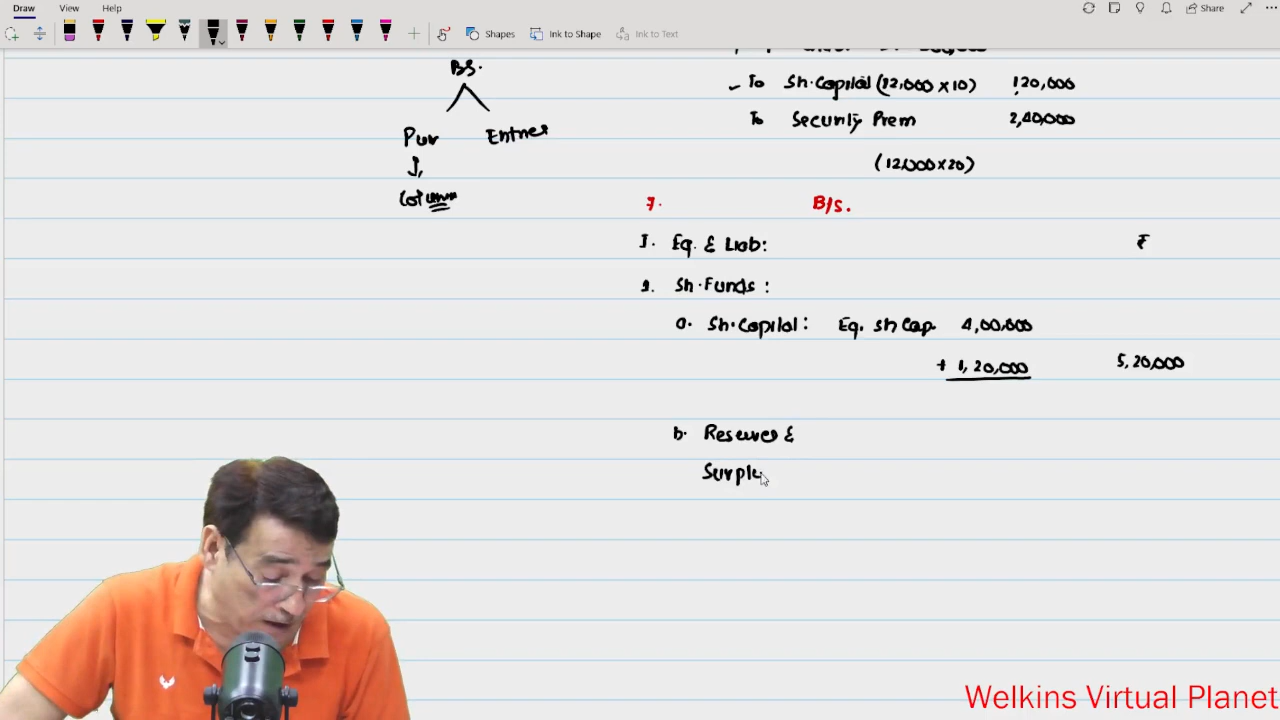 Draw View Help Share
Shapes Ink to Shape Ink to Text
BS.
Pur Entries
Column
To Sh. Capital (12,000 x 10) 120,000
To Security Prem 2,40,000
(12,000 x 20)
7. B/S.
I. Eq. & Liab: ₹
1. Sh. Funds:
a. Sh. Capital: Eq. sh Cap. 4,00,000
+ 1,20,000 5,20,000
b. Reserves &
Surplu
Welkins Virtual Planet